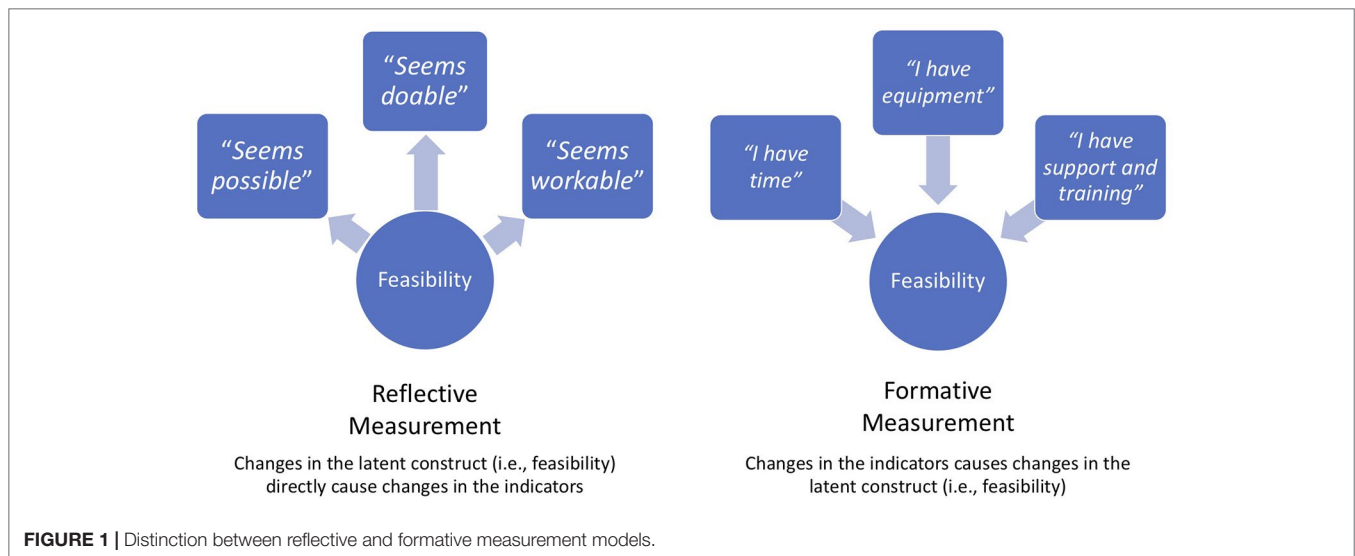 “Seems
possible”
“Seems
doable”
“Seems
workable”
Feasibility
Reflective
Measurement
Changes in the latent construct (i.e., feasibility)
directly cause changes in the indicators
“I have
time”
“I have
equipment”
“I have
support and
training”
Feasibility
Formative
Measurement
Changes in the indicators causes changes in the
latent construct (i.e., feasibility)
FIGURE 1 | Distinction between reflective and formative measurement models.